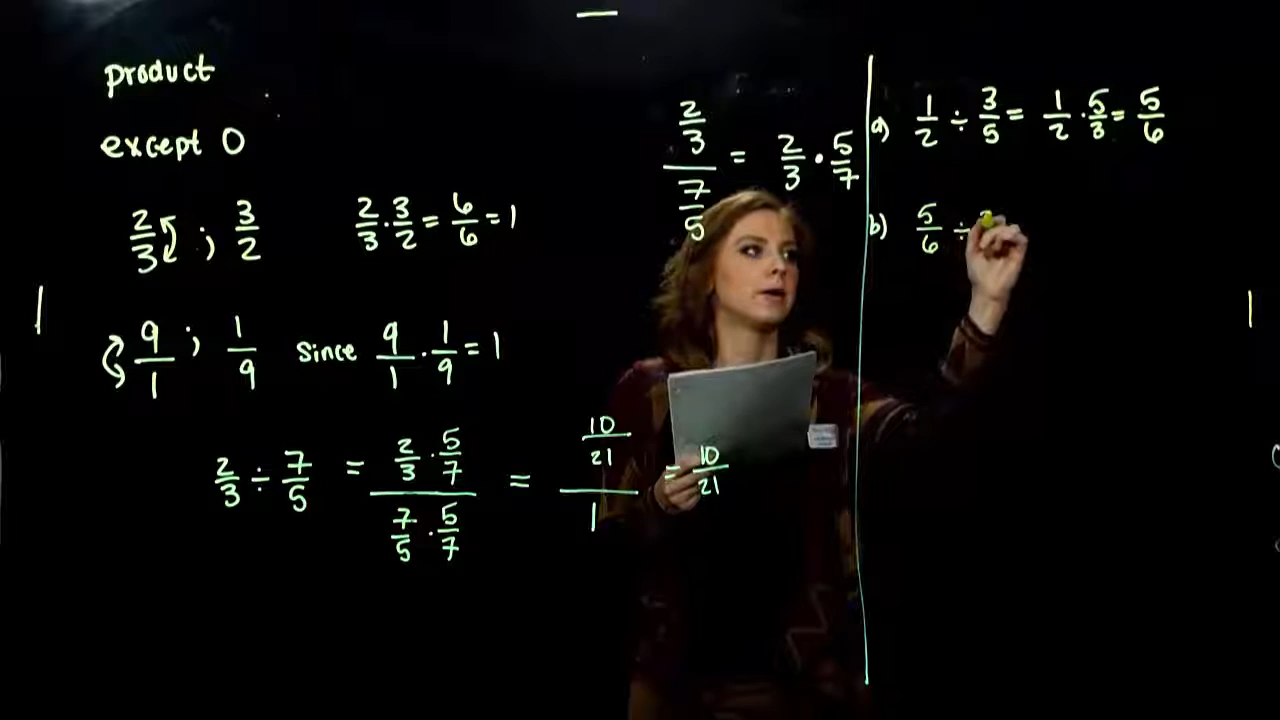 product
except 0
2/3 ; 3/2    2/3 · 3/2 = 6/6 = 1
9/1 ; 1/9 since 9/1 · 1/9 = 1
2/3 ÷ 7/5 = (2/3 · 5/7)/(7/5 · 5/7) = (10/21)/1 = 10/21
(2/3)/(7/5) = 2/3 · 5/7
a) 1/2 ÷ 3/5 = 1/2 · 5/3 = 5/6
b) 5/6 ÷